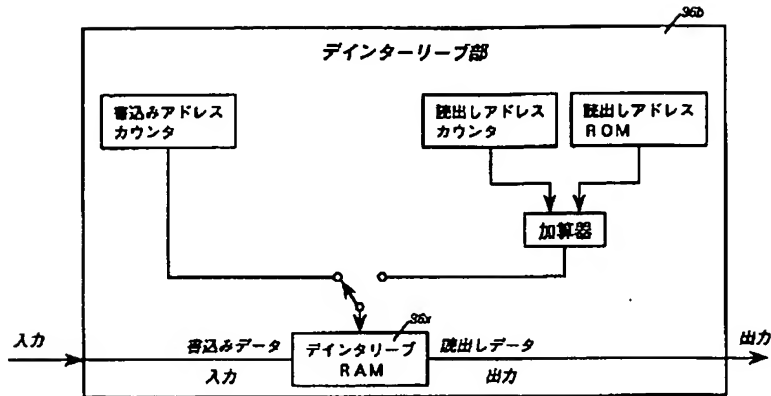 36b
デインターリーブ部
書込みアドレス
カウンタ
読出しアドレス
カウンタ
読出しアドレス
ROM
加算器
36a
入力
書込みデータ
入力
デインタリーブ
RAM
読出しデータ
出力
出力